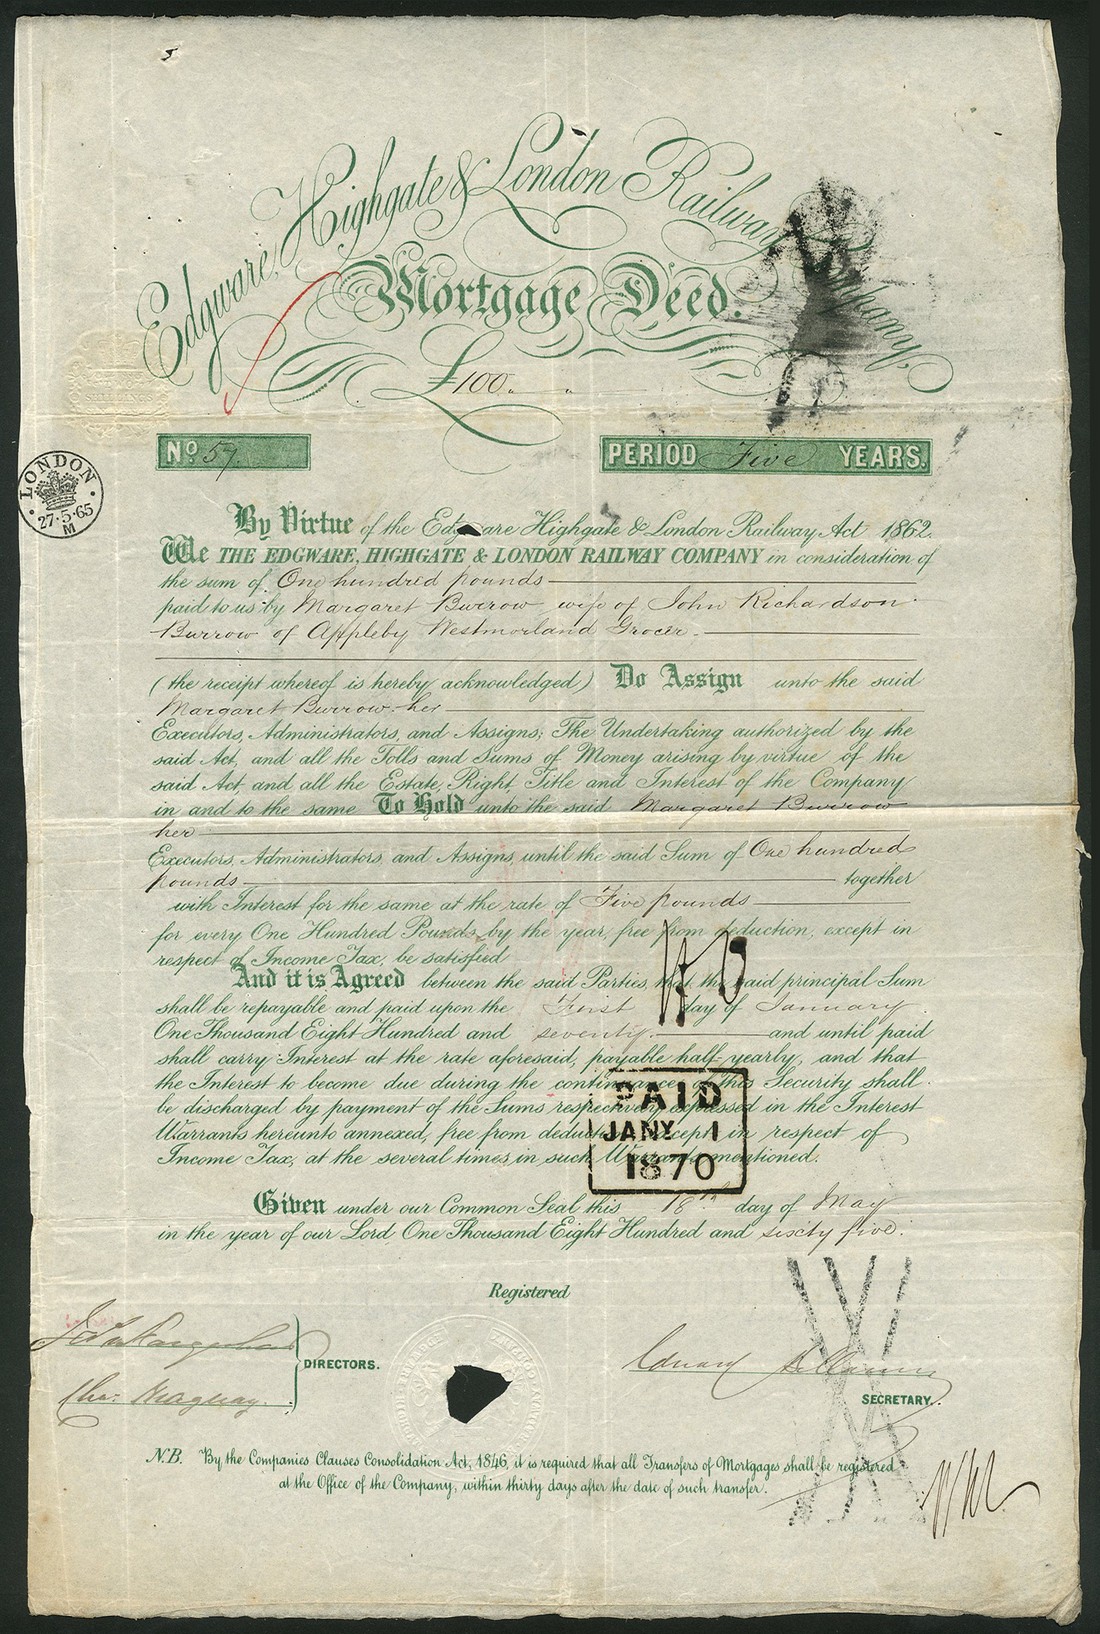 Edgware, Highgate & London Railway Company,
Mortgage Deed.
£100.
No. 57.
PERIOD Five YEARS.
LONDON
27·5·65
M
By Virtue of the Edgware Highgate & London Railway Act 1862.
We THE EDGWARE, HIGHGATE & LONDON RAILWAY COMPANY in consideration of
the sum of One hundred pounds
paid to us by Margaret Burrow wife of John Richardson
Burrow of Appleby Westmorland Grocer.
(the receipt whereof is hereby acknowledged) Do Assign unto the said
Margaret Burrow her
Executors, Administrators, and Assigns; The Undertaking authorized by the
said Act, and all the Tolls and Sums of Money arising by virtue of the
said Act, and all the Estate, Right, Title and Interest of the Company
in and to the same To Hold unto the said Margaret Burrow
her
Executors, Administrators, and Assigns, until the said Sum of One hundred
pounds together
with Interest for the same at the rate of Five pounds
for every One Hundred Pounds by the year, free from deduction, except in
respect of Income Tax, be satisfied
And it is Agreed between the said Parties, that the said principal Sum
shall be repayable and paid upon the First day of January
One Thousand Eight Hundred and seventy and until paid
shall carry Interest at the rate aforesaid, payable half-yearly, and that
the Interest to become due during the continuance of this Security shall
be discharged by payment of the Sums respectively expressed in the Interest
Warrants hereunto annexed, free from deduction, except in respect of
Income Tax, at the several times in such Warrants mentioned.
PAID
JANY 1
1870
Given under our Common Seal this 18th day of May
in the year of our Lord, One Thousand Eight Hundred and sixty five.
Registered
DIRECTORS.
Chas. Maguay.
Edward
SECRETARY.
N.B. By the Companies Clauses Consolidation Act, 1846, it is required that all Transfers of Mortgages shall be registered
at the Office of the Company, within thirty days after the date of such transfer.